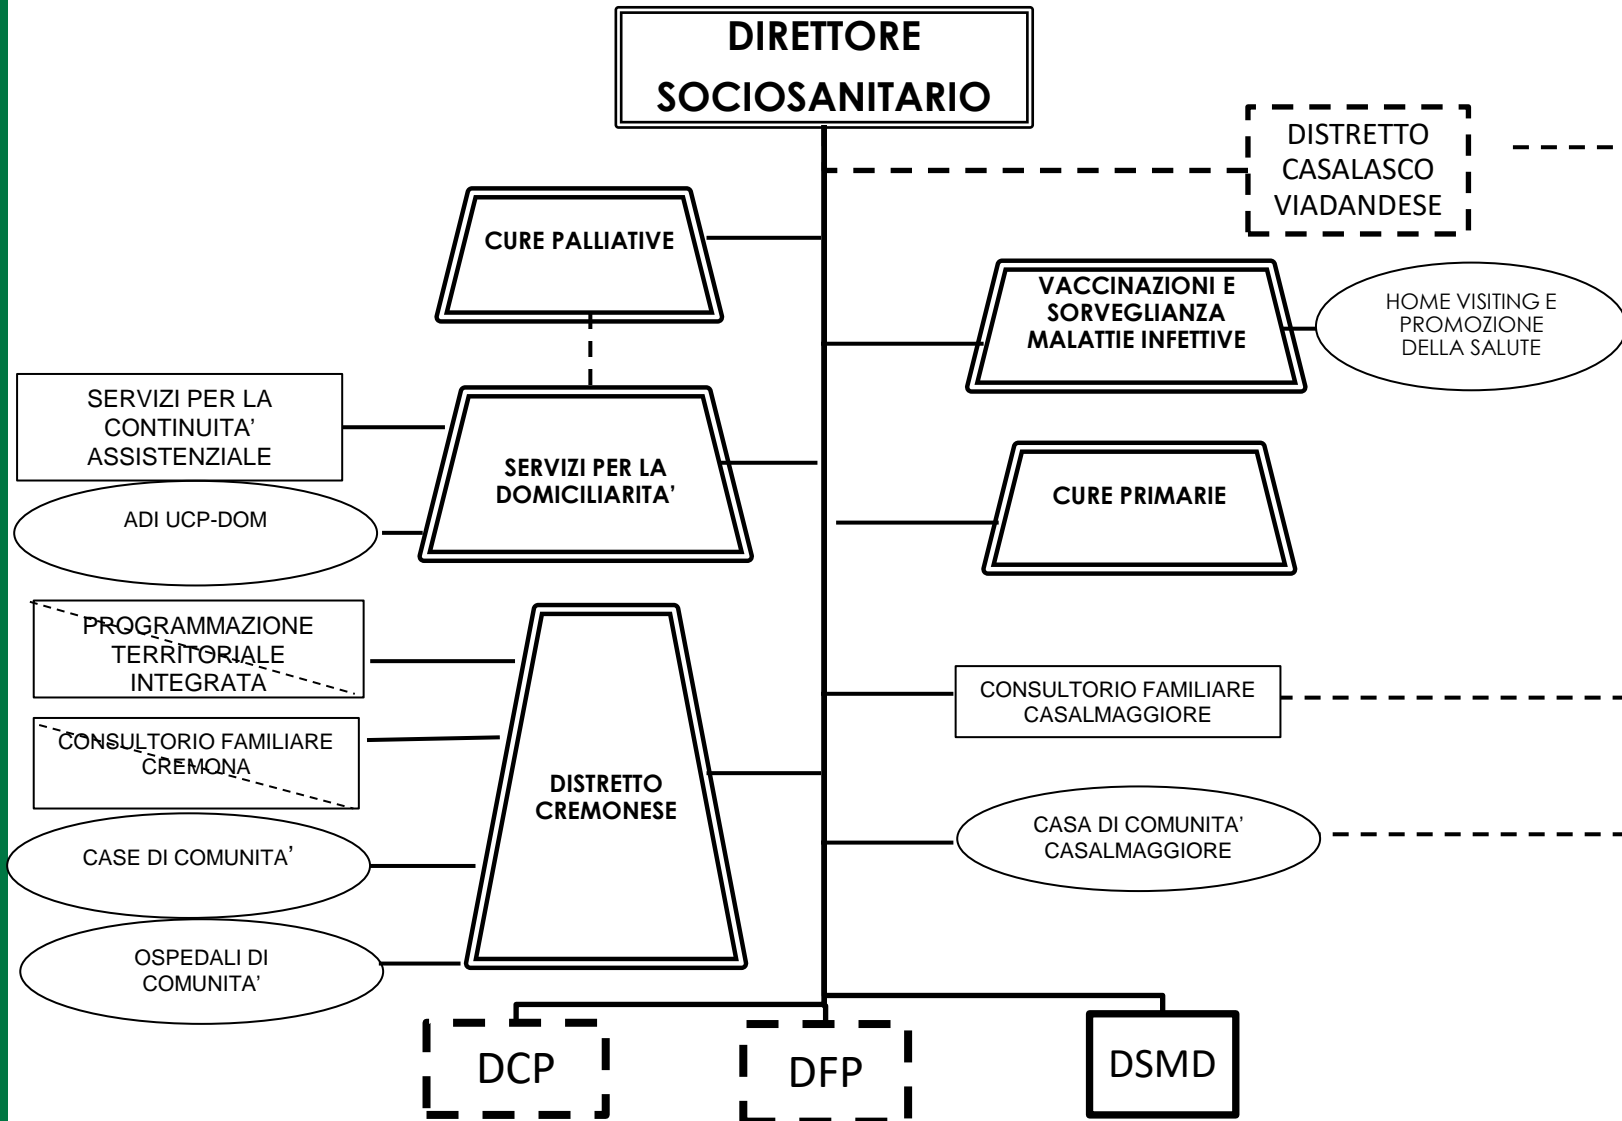 DIRETTORE
SOCIOSANITARIO
DISTRETTO
CASALASCO
VIADANDESE
CURE PALLIATIVE
VACCINAZIONI E
SORVEGLIANZA
MALATTIE INFETTIVE
HOME VISITING E
PROMOZIONE
DELLA SALUTE
SERVIZI PER LA
CONTINUITA'
ASSISTENZIALE
SERVIZI PER LA
DOMICILIARITA'
CURE PRIMARIE
ADI UCP-DOM
PROGRAMMAZIONE
TERRITORIALE
INTEGRATA
CONSULTORIO FAMILIARE
CREMONA
DISTRETTO
CREMONESE
CONSULTORIO FAMILIARE
CASALMAGGIORE
CASE DI COMUNITA'
CASA DI COMUNITA'
CASALMAGGIORE
OSPEDALI DI
COMUNITA'
DCP
DFP
DSMD